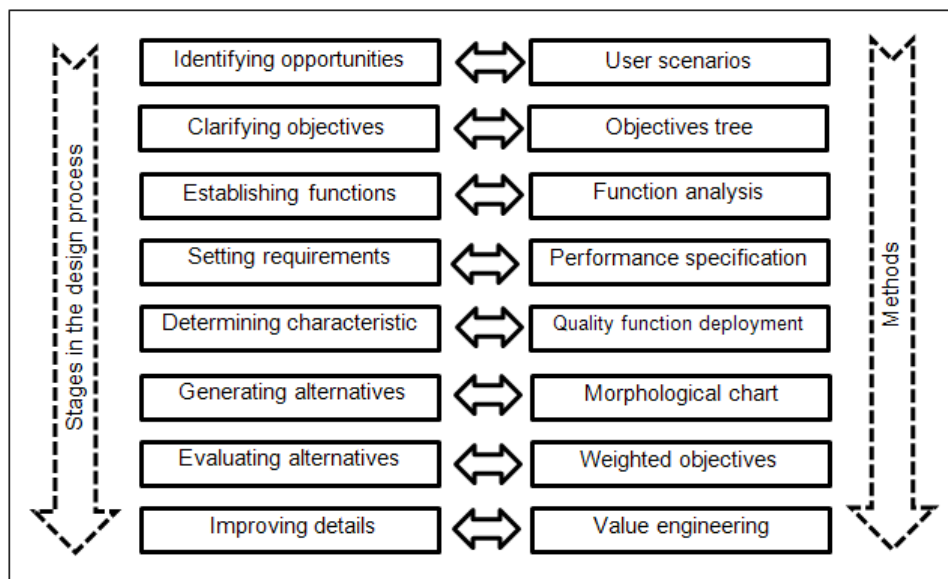 Stages in the design process
Identifying opportunities
User scenarios
Clarifying objectives
Objectives tree
Establishing functions
Function analysis
Setting requirements
Performance specification
Determining characteristic
Quality function deployment
Generating alternatives
Morphological chart
Evaluating alternatives
Weighted objectives
Improving details
Value engineering
Methods